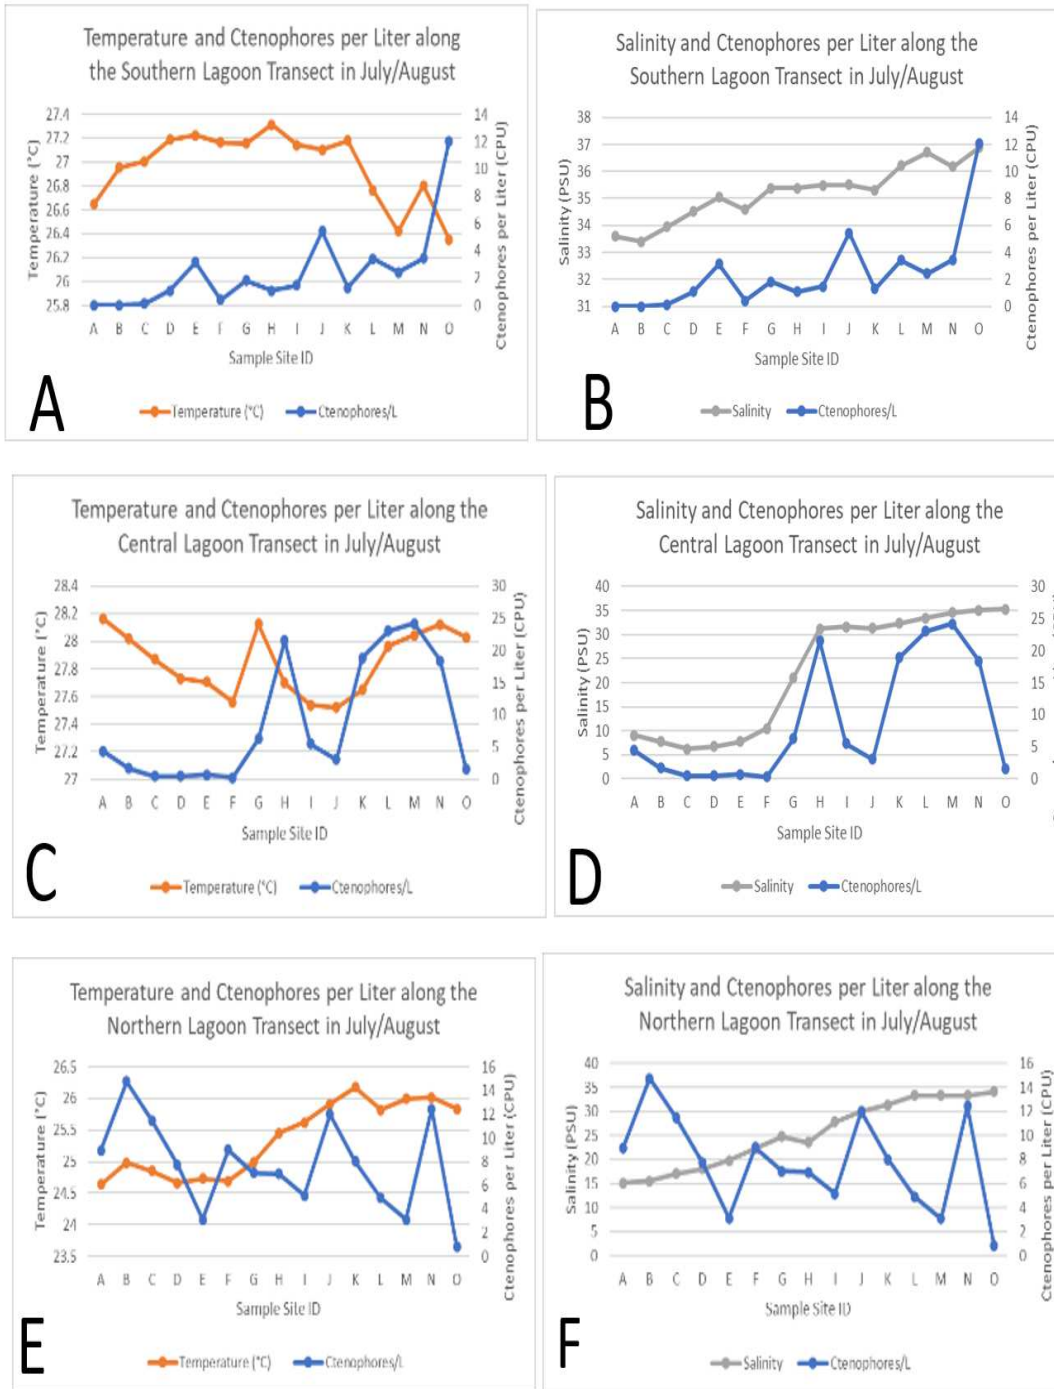 Temperature and Ctenophores per Liter along
the Southern Lagoon Transect in July/August
27.4
27.2
27
26.8
26.6
26.4
26.2
26
25.8
Temperature (°C)
14
12
10
8
6
4
2
0
Ctenophores per Liter (CPU)
A B C D E F G H I J K L M N O
Sample Site ID
Temperature (°C) Ctenophores/L
A
Salinity and Ctenophores per Liter along the
Southern Lagoon Transect in July/August
38
37
36
35
34
33
32
31
Salinity (PSU)
14
12
10
8
6
4
2
0
Ctenophores per Liter (CPU)
A B C D E F G H I J K L M N O
Sample Site ID
Salinity Ctenophores/L
B
Temperature and Ctenophores per Liter along the
Central Lagoon Transect in July/August
28.4
28.2
28
27.8
27.6
27.4
27.2
27
Temperature (°C)
30
25
20
15
10
5
0
Ctenophores per Liter (CPU)
A B C D E F G H I J K L M N O
Sample Site ID
Temperature (°C) Ctenophores/L
C
Salinity and Ctenophores per Liter along the
Central Lagoon Transect in July/August
40
35
30
25
20
15
10
5
0
Salinity (PSU)
30
25
20
15
10
5
0
A B C D E F G H I J K L M N O
Sample Site ID
Salinity Ctenophores/L
D
Temperature and Ctenophores per Liter along the
Northern Lagoon Transect in July/August
26.5
26
25.5
25
24.5
24
23.5
Temperature (°C)
16
14
12
10
8
6
4
2
0
Ctenophores per Liter (CPU)
A B C D E F G H I J K L M N O
Sample Site ID
Temperature (°C) Ctenophores/L
E
Salinity and Ctenophores per Liter along the
Northern Lagoon Transect in July/August
40
35
30
25
20
15
10
5
0
Salinity (PSU)
16
14
12
10
8
6
4
2
0
Ctenophores per Liter (CPU)
A B C D E F G H I J K L M N O
Sample Site ID
Salinity Ctenophores/L
F